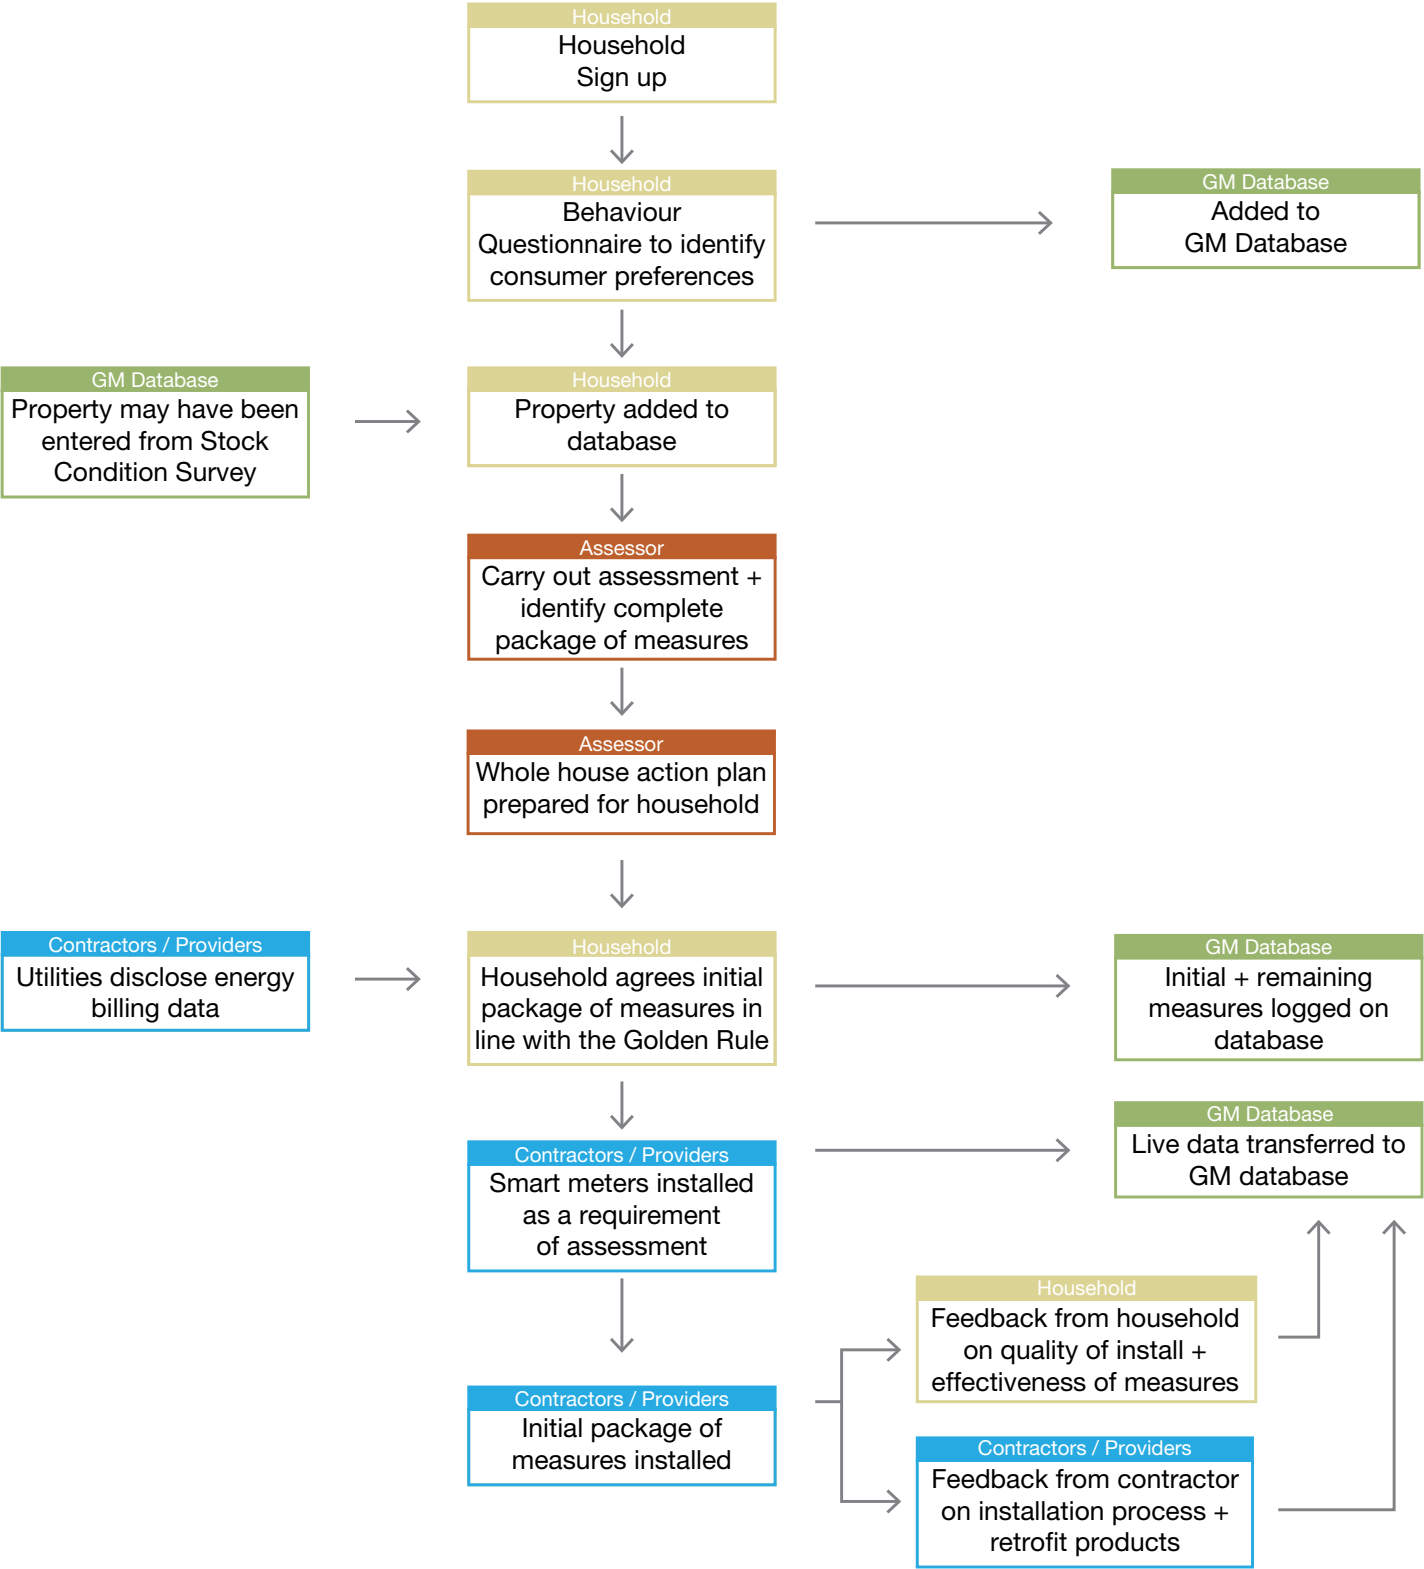 Household
Household
Sign up
Household
Behaviour
Questionnaire to identify
consumer preferences
GM Database
Added to
GM Database
GM Database
Property may have been
entered from Stock
Condition Survey
Household
Property added to
database
Assessor
Carry out assessment +
identify complete
package of measures
Assessor
Whole house action plan
prepared for household
Contractors / Providers
Utilities disclose energy
billing data
Household
Household agrees initial
package of measures in
line with the Golden Rule
GM Database
Initial + remaining
measures logged on
database
Contractors / Providers
Smart meters installed
as a requirement
of assessment
GM Database
Live data transferred to
GM database
Contractors / Providers
Initial package of
measures installed
Household
Feedback from household
on quality of install +
effectiveness of measures
Contractors / Providers
Feedback from contractor
on installation process +
retrofit products